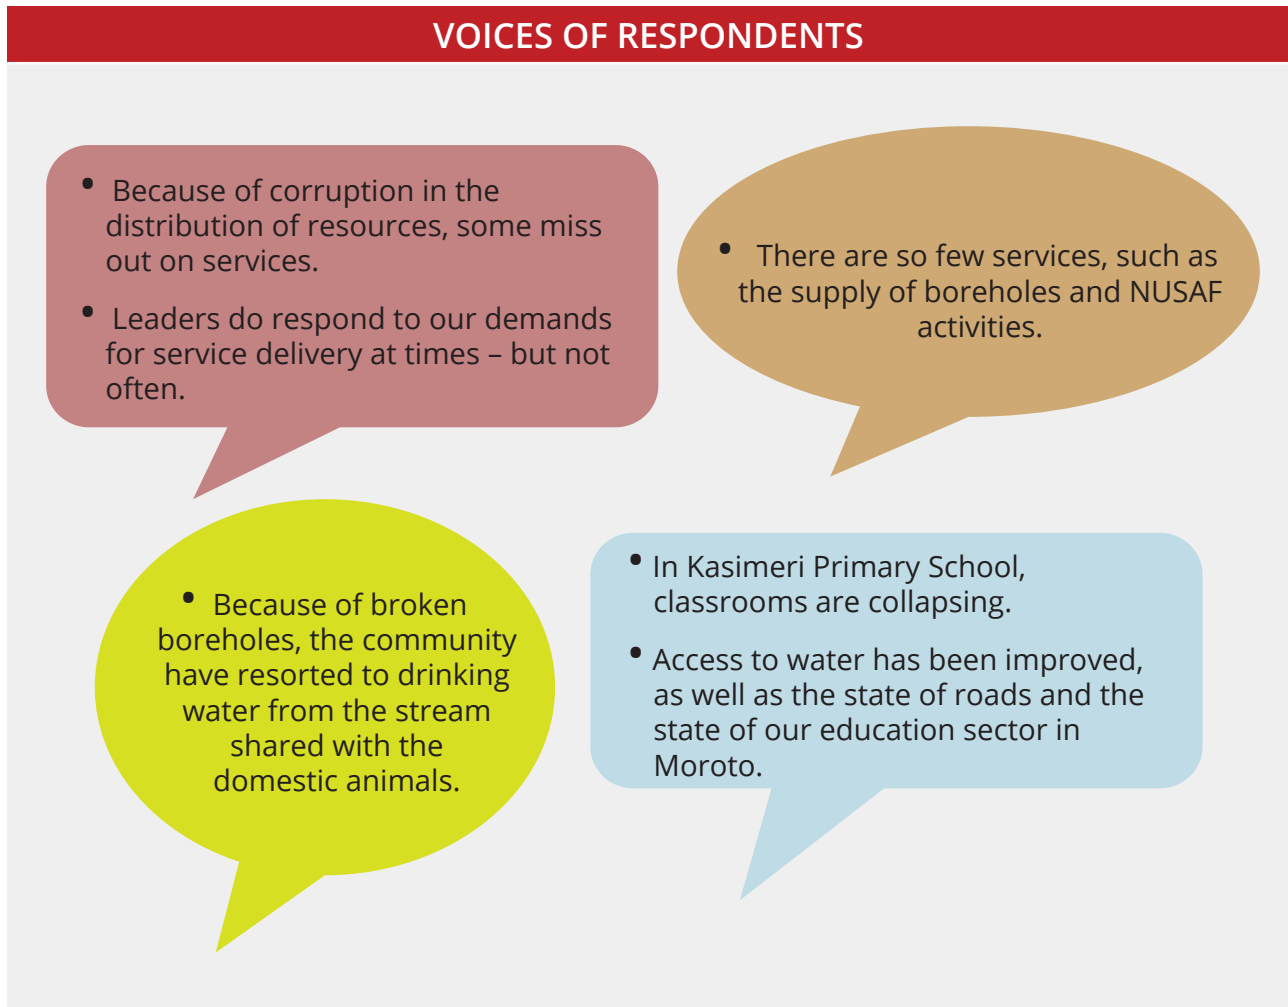 VOICES OF RESPONDENTS
• Because of corruption in the
distribution of resources, some miss
out on services.
• Leaders do respond to our demands
for service delivery at times – but not
often.
• There are so few services, such as
the supply of boreholes and NUSAF
activities.
• Because of broken
boreholes, the community
have resorted to drinking
water from the stream
shared with the
domestic animals.
• In Kasimeri Primary School,
classrooms are collapsing.
• Access to water has been improved,
as well as the state of roads and the
state of our education sector in
Moroto.